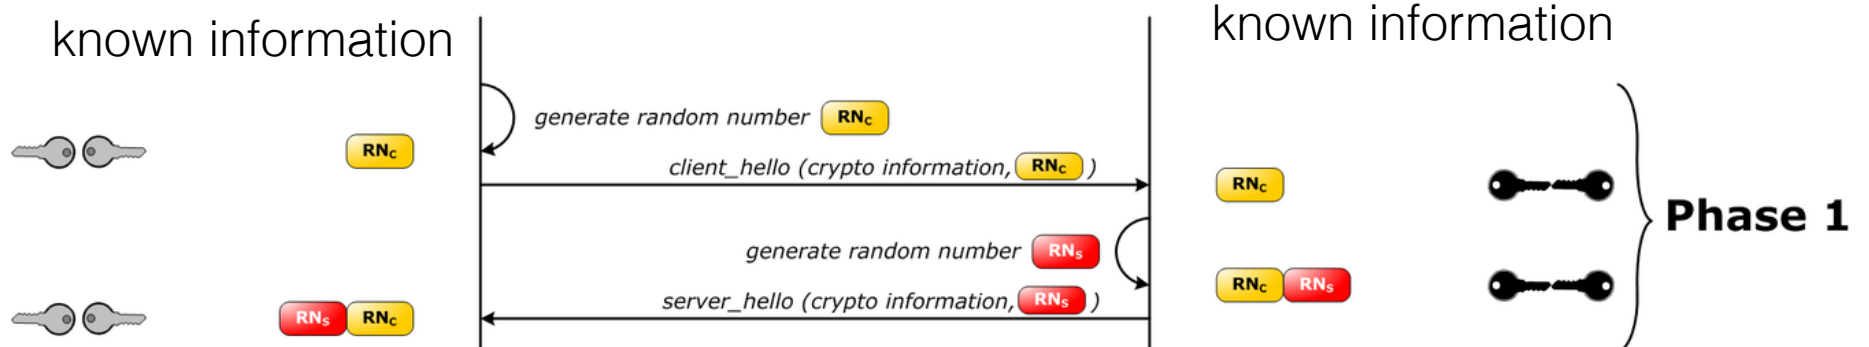 known information
known information
generate random number RNC
RNC
client_hello (crypto information, RNC )
RNC
Phase 1
generate random number RNS
RNC RNS
server_hello (crypto information, RNS )
RNS RNC